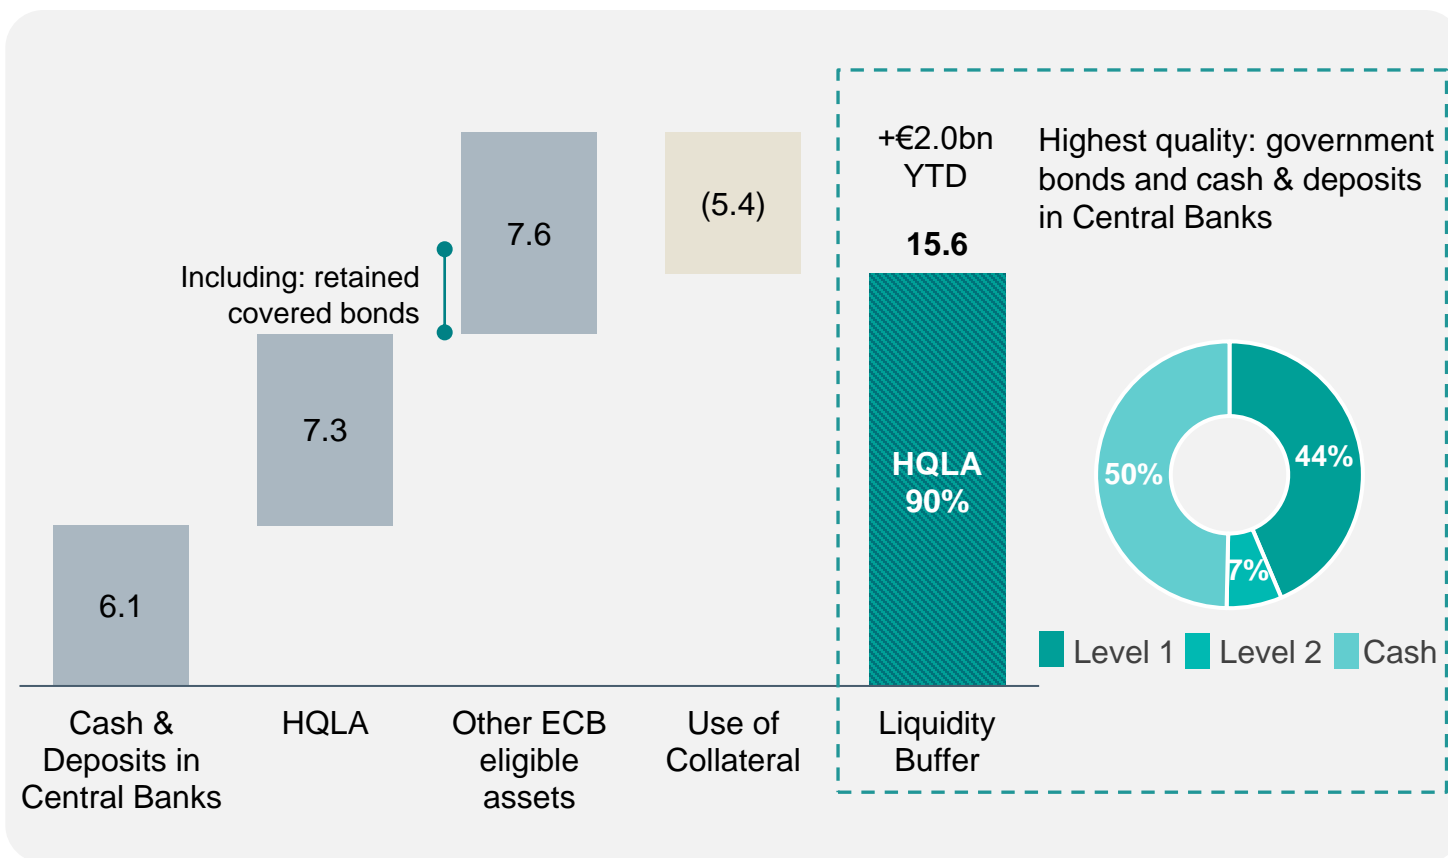 6.1
7.3
Including: retained
covered bonds
7.6
(5.4)
+€2.0bn
YTD
15.6
HQLA
90%
Highest quality: government
bonds and cash & deposits
in Central Banks
50%
44%
7%
Level 1
Level 2
Cash
Cash &
Deposits in
Central Banks
HQLA
Other ECB
eligible
assets
Use of
Collateral
Liquidity
Buffer